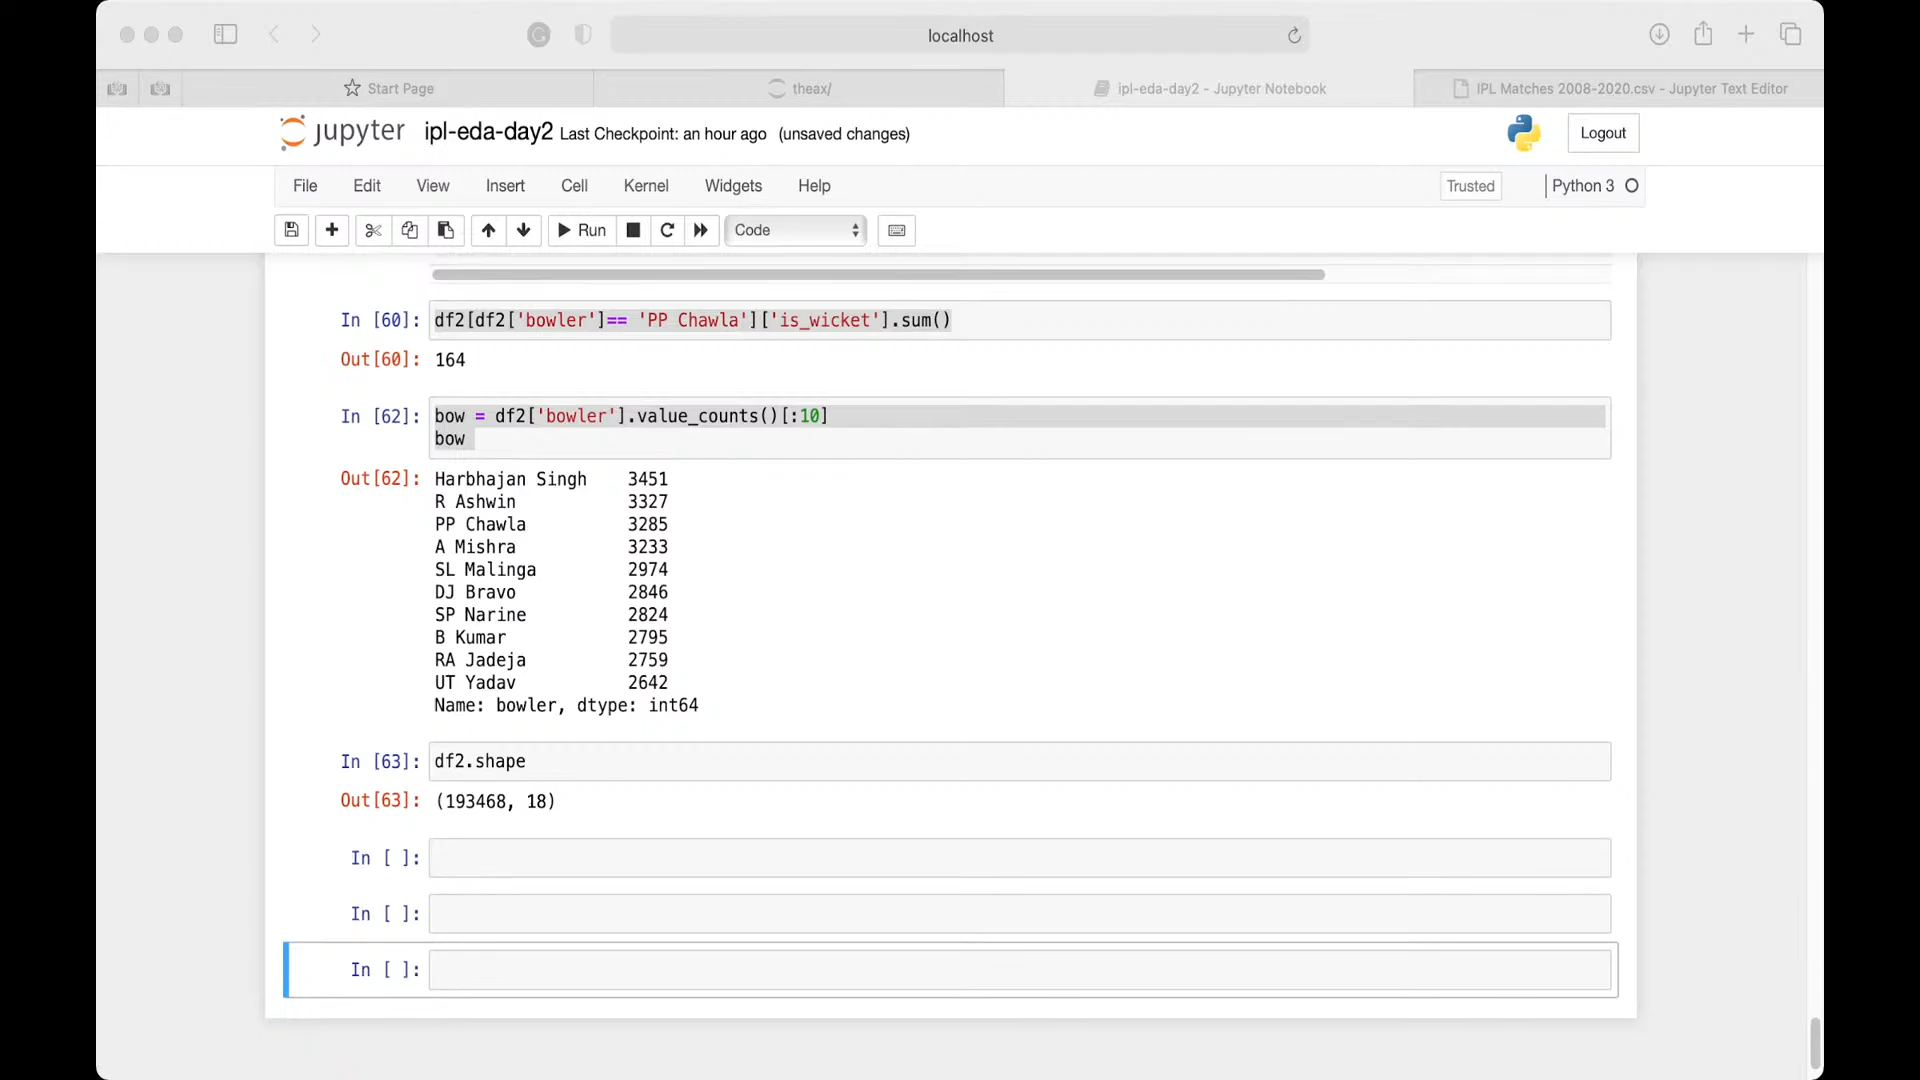 localhost
Start Page
theax/
ipl-eda-day2 - Jupyter Notebook
IPL Matches 2008-2020.csv - Jupyter Text Editor
jupyter ipl-eda-day2 Last Checkpoint: an hour ago (unsaved changes)
Logout
File Edit View Insert Cell Kernel Widgets Help
Trusted
Python 3
Run
Code
In [60]: df2[df2['bowler']== 'PP Chawla']['is_wicket'].sum()
Out[60]: 164
In [62]: bow = df2['bowler'].value_counts()[:10]
bow
Out[62]: Harbhajan Singh 3451
R Ashwin 3327
PP Chawla 3285
A Mishra 3233
SL Malinga 2974
DJ Bravo 2846
SP Narine 2824
B Kumar 2795
RA Jadeja 2759
UT Yadav 2642
Name: bowler, dtype: int64
In [63]: df2.shape
Out[63]: (193468, 18)
In [ ]:
In [ ]:
In [ ]: